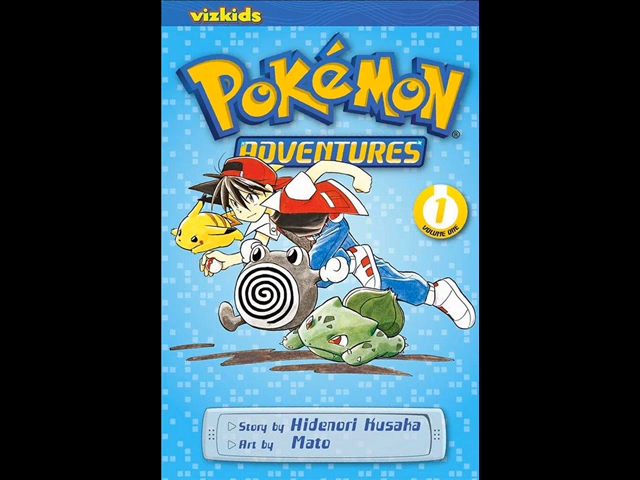 vizkids
POKéMON®
ADVENTURES
1
VOLUME ONE
Story by Hidenori Kusaka
Art by Mato